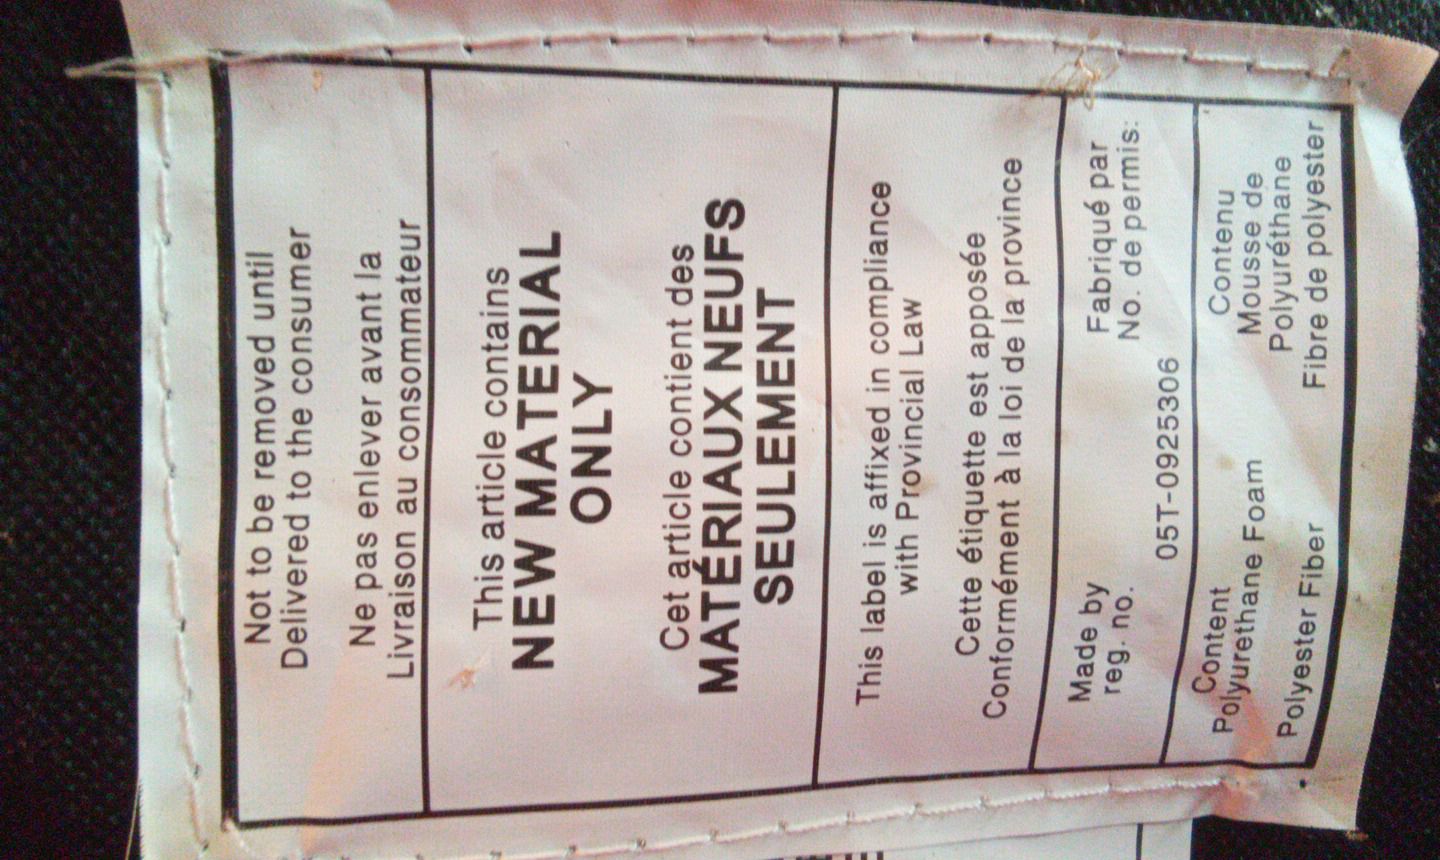 Not to be removed until
Delivered to the consumer
Ne pas enlever avant la
Livraison au consommateur
This article contains
NEW MATERIAL
ONLY
Cet article contient des
MATÉRIAUX NEUFS
SEULEMENT
This label is affixed in compliance
with Provincial Law
Cette étiquette est apposée
Conformément à la loi de la province
Made by
reg. no.
Fabriqué par
No. de permis:
05T-0925306
Content
Polyurethane Foam
Polyester Fiber
Contenu
Mousse de
Polyuréthane
Fibre de polyester